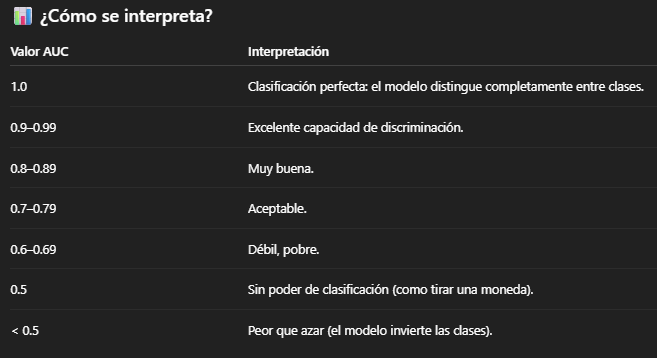 ¿Cómo se interpreta?
Valor AUC Interpretación
1.0 Clasificación perfecta: el modelo distingue completamente entre clases.
0.9–0.99 Excelente capacidad de discriminación.
0.8–0.89 Muy buena.
0.7–0.79 Aceptable.
0.6–0.69 Débil, pobre.
0.5 Sin poder de clasificación (como tirar una moneda).
< 0.5 Peor que azar (el modelo invierte las clases).